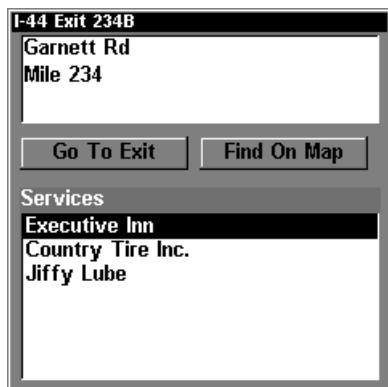 I-44 Exit 234B
Garnett Rd
Mile 234
Go To Exit
Find On Map
Services
Executive Inn
Country Tire Inc.
Jiffy Lube